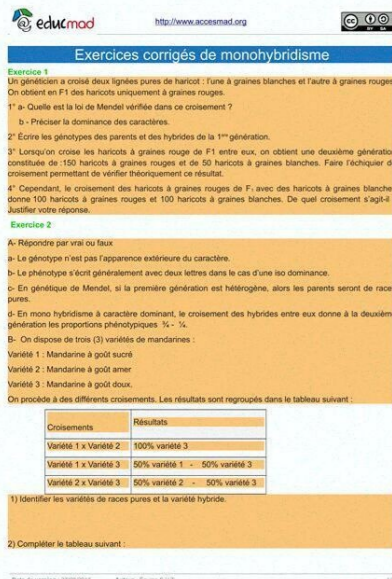 educmad
http://www.accesmad.org
cc BY SA
Exercices corrigés de monohybridisme
Exercice 1
Un généticien a croisé deux lignées pures de haricot : l'une à graines blanches et l'autre à graines rouges
On obtient en F1 des haricots uniquement à graines rouges.
1° a- Quelle est la loi de Mendel vérifiée dans ce croisement ?
b - Préciser la dominance des caractères.
2° Écrire les génotypes des parents et des hybrides de la 1ère génération.
3° Lorsqu'on croise les haricots à graines rouge de F1 entre eux, on obtient une deuxième génératio
constituée de :150 haricots à graines rouges et de 50 haricots à graines blanches. Faire l'échiquier d
croisement permettant de vérifier théoriquement ce résultat.
4° Cependant, le croisement des haricots à graines rouges de F1 avec des haricots à graines blanche
donne 100 haricots à graines rouges et 100 haricots à graines blanches. De quel croisement s'agit-il
Justifier votre réponse.
Exercice 2
A- Répondre par vrai ou faux
a- Le génotype n'est pas l'apparence extérieure du caractère.
b- Le phénotype s'écrit généralement avec deux lettres dans le cas d'une iso dominance.
c- En génétique de Mendel, si la première génération est hétérogène, alors les parents seront de race
pures.
d- En mono hybridisme à caractère dominant, le croisement des hybrides entre eux donne à la deuxièm
génération les proportions phénotypiques ¾ - ¼.
B- On dispose de trois (3) variétés de mandarines :
Variété 1 : Mandarine à goût sucré
Variété 2 : Mandarine à goût amer
Variété 3 : Mandarine à goût doux.
On procède à des différents croisements. Les résultats sont regroupés dans le tableau suivant :
Croisements Résultats
Variété 1 x Variété 2 100% variété 3
Variété 1 x Variété 3 50% variété 1 - 50% variété 3
Variété 2 x Variété 3 50% variété 2 - 50% variété 3
1) Identifier les variétés de races pures et la variété hybride.
2) Compléter le tableau suivant :